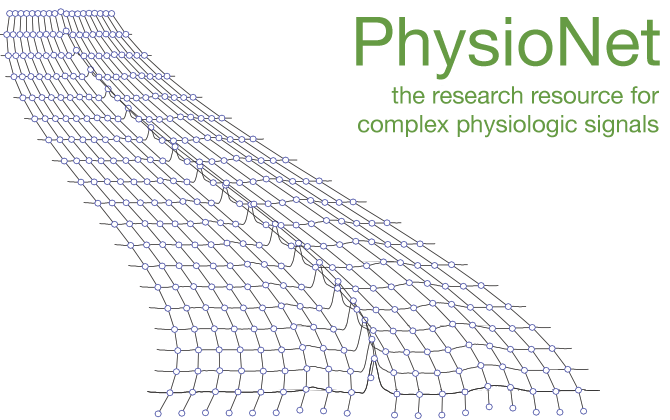 PhysioNet
the research resource for
complex physiologic signals